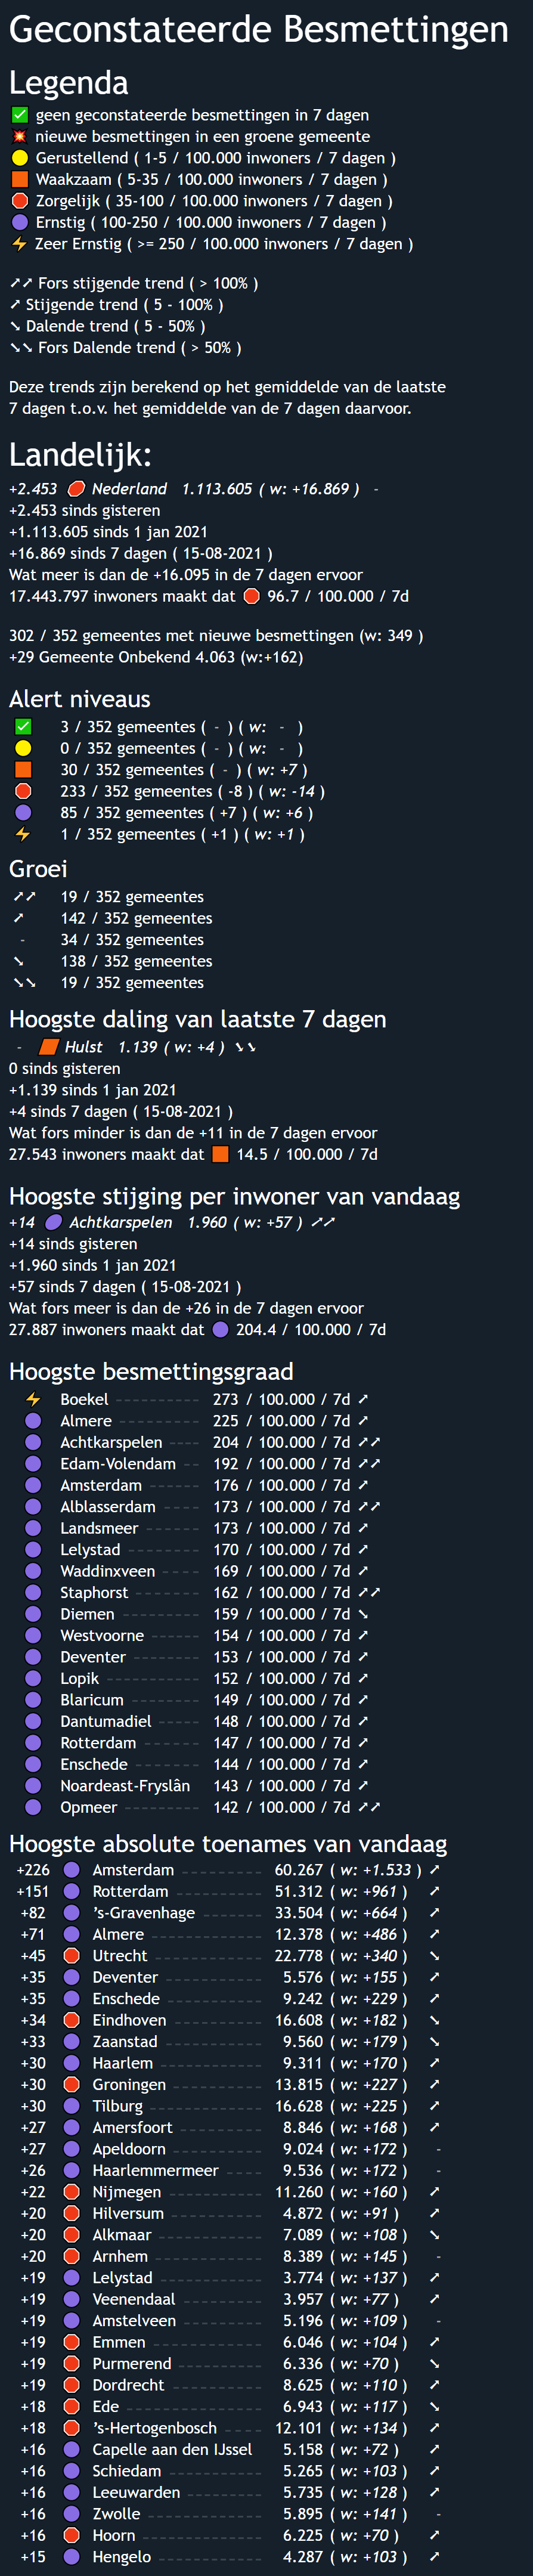 Geconstateerde Besmettingen
Legenda
✅ geen geconstateerde besmettingen in 7 dagen
💥 nieuwe besmettingen in een groene gemeente
Gerustellend ( 1-5 / 100.000 inwoners / 7 dagen )
Waakzaam ( 5-35 / 100.000 inwoners / 7 dagen )
Zorgelijk ( 35-100 / 100.000 inwoners / 7 dagen )
Ernstig ( 100-250 / 100.000 inwoners / 7 dagen )
⚡ Zeer Ernstig ( >= 250 / 100.000 inwoners / 7 dagen )
➚➚ Fors stijgende trend ( > 100% )
➚ Stijgende trend ( 5 - 100% )
➘ Dalende trend ( 5 - 50% )
➘➘ Fors Dalende trend ( > 50% )
Deze trends zijn berekend op het gemiddelde van de laatste
7 dagen t.o.v. het gemiddelde van de 7 dagen daarvoor.
Landelijk:
+2.453 Nederland 1.113.605 ( w: +16.869 ) -
+2.453 sinds gisteren
+1.113.605 sinds 1 jan 2021
+16.869 sinds 7 dagen ( 15-08-2021 )
Wat meer is dan de +16.095 in de 7 dagen ervoor
17.443.797 inwoners maakt dat 96.7 / 100.000 / 7d
302 / 352 gemeentes met nieuwe besmettingen (w: 349 )
+29 Gemeente Onbekend 4.063 (w:+162)
Alert niveaus
3 / 352 gemeentes ( - ) ( w: - )
0 / 352 gemeentes ( - ) ( w: - )
30 / 352 gemeentes ( - ) ( w: +7 )
233 / 352 gemeentes ( -8 ) ( w: -14 )
85 / 352 gemeentes ( +7 ) ( w: +6 )
1 / 352 gemeentes ( +1 ) ( w: +1 )
Groei
➚➚ 19 / 352 gemeentes
➚ 142 / 352 gemeentes
- 34 / 352 gemeentes
➘ 138 / 352 gemeentes
➘➘ 19 / 352 gemeentes
Hoogste daling van laatste 7 dagen
- Hulst 1.139 ( w: +4 ) ➘➘
0 sinds gisteren
+1.139 sinds 1 jan 2021
+4 sinds 7 dagen ( 15-08-2021 )
Wat fors minder is dan de +11 in de 7 dagen ervoor
27.543 inwoners maakt dat 14.5 / 100.000 / 7d
Hoogste stijging per inwoner van vandaag
+14 Achtkarspelen 1.960 ( w: +57 ) ➚➚
+14 sinds gisteren
+1.960 sinds 1 jan 2021
+57 sinds 7 dagen ( 15-08-2021 )
Wat fors meer is dan de +26 in de 7 dagen ervoor
27.887 inwoners maakt dat 204.4 / 100.000 / 7d
Hoogste besmettingsgraad
Boekel 273 / 100.000 / 7d ➚
Almere 225 / 100.000 / 7d ➚
Achtkarspelen 204 / 100.000 / 7d ➚➚
Edam-Volendam 192 / 100.000 / 7d ➚➚
Amsterdam 176 / 100.000 / 7d ➚
Alblasserdam 173 / 100.000 / 7d ➚➚
Landsmeer 173 / 100.000 / 7d ➚
Lelystad 170 / 100.000 / 7d ➚
Waddinxveen 169 / 100.000 / 7d ➚
Staphorst 162 / 100.000 / 7d ➚➚
Diemen 159 / 100.000 / 7d ➘
Westvoorne 154 / 100.000 / 7d ➚
Deventer 153 / 100.000 / 7d ➚
Lopik 152 / 100.000 / 7d ➚
Blaricum 149 / 100.000 / 7d ➚
Dantumadiel 148 / 100.000 / 7d ➚
Rotterdam 147 / 100.000 / 7d ➚
Enschede 144 / 100.000 / 7d ➚
Noardeast-Fryslân 143 / 100.000 / 7d ➚
Opmeer 142 / 100.000 / 7d ➚➚
Hoogste absolute toenames van vandaag
+226 Amsterdam 60.267 ( w: +1.533 ) ➚
+151 Rotterdam 51.312 ( w: +961 ) ➚
+82 's-Gravenhage 33.504 ( w: +664 ) ➚
+71 Almere 12.378 ( w: +486 ) ➚
+45 Utrecht 22.778 ( w: +340 ) ➘
+35 Deventer 5.576 ( w: +155 ) ➚
+35 Enschede 9.242 ( w: +229 ) ➚
+34 Eindhoven 16.608 ( w: +182 ) ➘
+33 Zaanstad 9.560 ( w: +179 ) ➘
+30 Haarlem 9.311 ( w: +170 ) ➚
+30 Groningen 13.815 ( w: +227 ) ➚
+30 Tilburg 16.628 ( w: +225 ) ➚
+27 Amersfoort 8.846 ( w: +168 ) ➚
+27 Apeldoorn 9.024 ( w: +172 ) -
+26 Haarlemmermeer 9.536 ( w: +172 ) -
+22 Nijmegen 11.260 ( w: +160 ) ➚
+20 Hilversum 4.872 ( w: +91 ) ➚
+20 Alkmaar 7.089 ( w: +108 ) ➘
+20 Arnhem 8.389 ( w: +145 ) -
+19 Lelystad 3.774 ( w: +137 ) ➚
+19 Veenendaal 3.957 ( w: +77 ) ➚
+19 Amstelveen 5.196 ( w: +109 ) -
+19 Emmen 6.046 ( w: +104 ) ➚
+19 Purmerend 6.336 ( w: +70 ) ➘
+19 Dordrecht 8.625 ( w: +110 ) ➚
+18 Ede 6.943 ( w: +117 ) ➘
+18 's-Hertogenbosch 12.101 ( w: +134 ) ➚
+16 Capelle aan den IJssel 5.158 ( w: +72 ) ➚
+16 Schiedam 5.265 ( w: +103 ) ➚
+16 Leeuwarden 5.735 ( w: +128 ) ➚
+16 Zwolle 5.895 ( w: +141 ) -
+16 Hoorn 6.225 ( w: +70 ) ➚
+15 Hengelo 4.287 ( w: +103 ) ➚